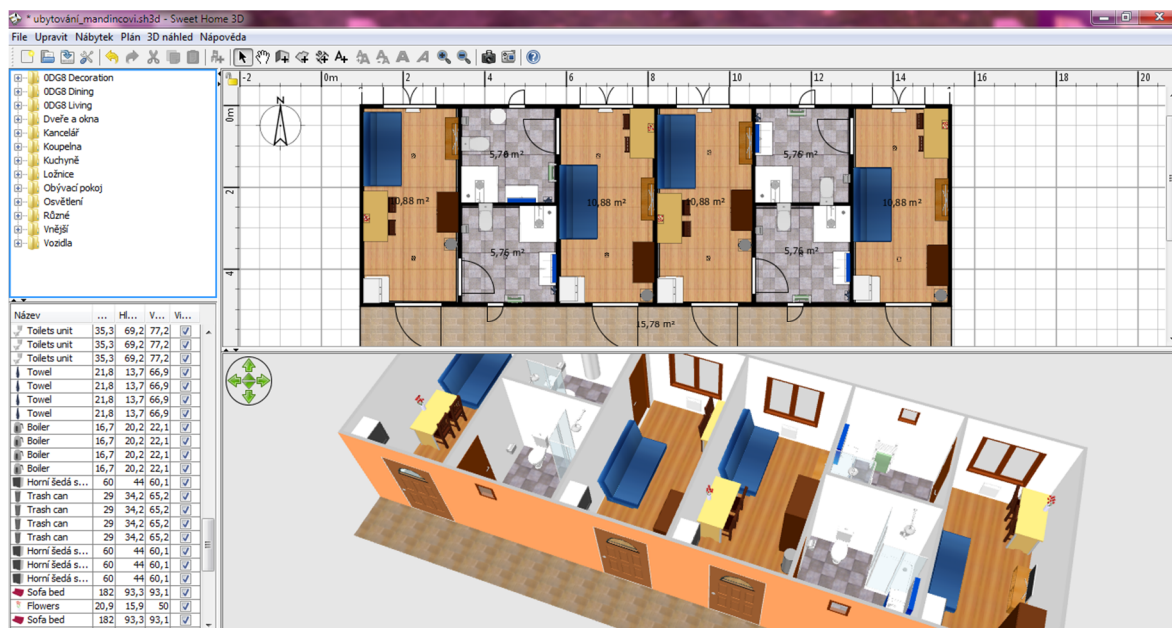 * ubytování_mandincovi.sh3d - Sweet Home 3D
File Upravit Nábytek Plán 3D náhled Nápověda
0DG8 Decoration
0DG8 Dining
0DG8 Living
Dveře a okna
Kancelář
Koupelna
Kuchyně
Ložnice
Obývací pokoj
Osvětlení
Různé
Vnější
Vozidla
-2 0m 2 4 6 8 10 12 14 16 18 20
0m
2
4
N
5,76 m² 5,76 m²
10,88 m² 10,88 m² 10,88 m² 10,88 m²
5,76 m² 5,76 m²
15,78 m²
Název ... Hl... V... Vi...
Toilets unit 35,3 69,2 77,2
Toilets unit 35,3 69,2 77,2
Toilets unit 35,3 69,2 77,2
Towel 21,8 13,7 66,9
Towel 21,8 13,7 66,9
Towel 21,8 13,7 66,9
Towel 21,8 13,7 66,9
Boiler 16,7 20,2 22,1
Boiler 16,7 20,2 22,1
Boiler 16,7 20,2 22,1
Boiler 16,7 20,2 22,1
Horní šedá s... 60 44 60,1
Trash can 29 34,2 65,2
Trash can 29 34,2 65,2
Trash can 29 34,2 65,2
Trash can 29 34,2 65,2
Horní šedá s... 60 44 60,1
Horní šedá s... 60 44 60,1
Horní šedá s... 60 44 60,1
Sofa bed 182 93,3 93,1
Flowers 20,9 15,9 50
Sofa bed 182 93,3 93,1